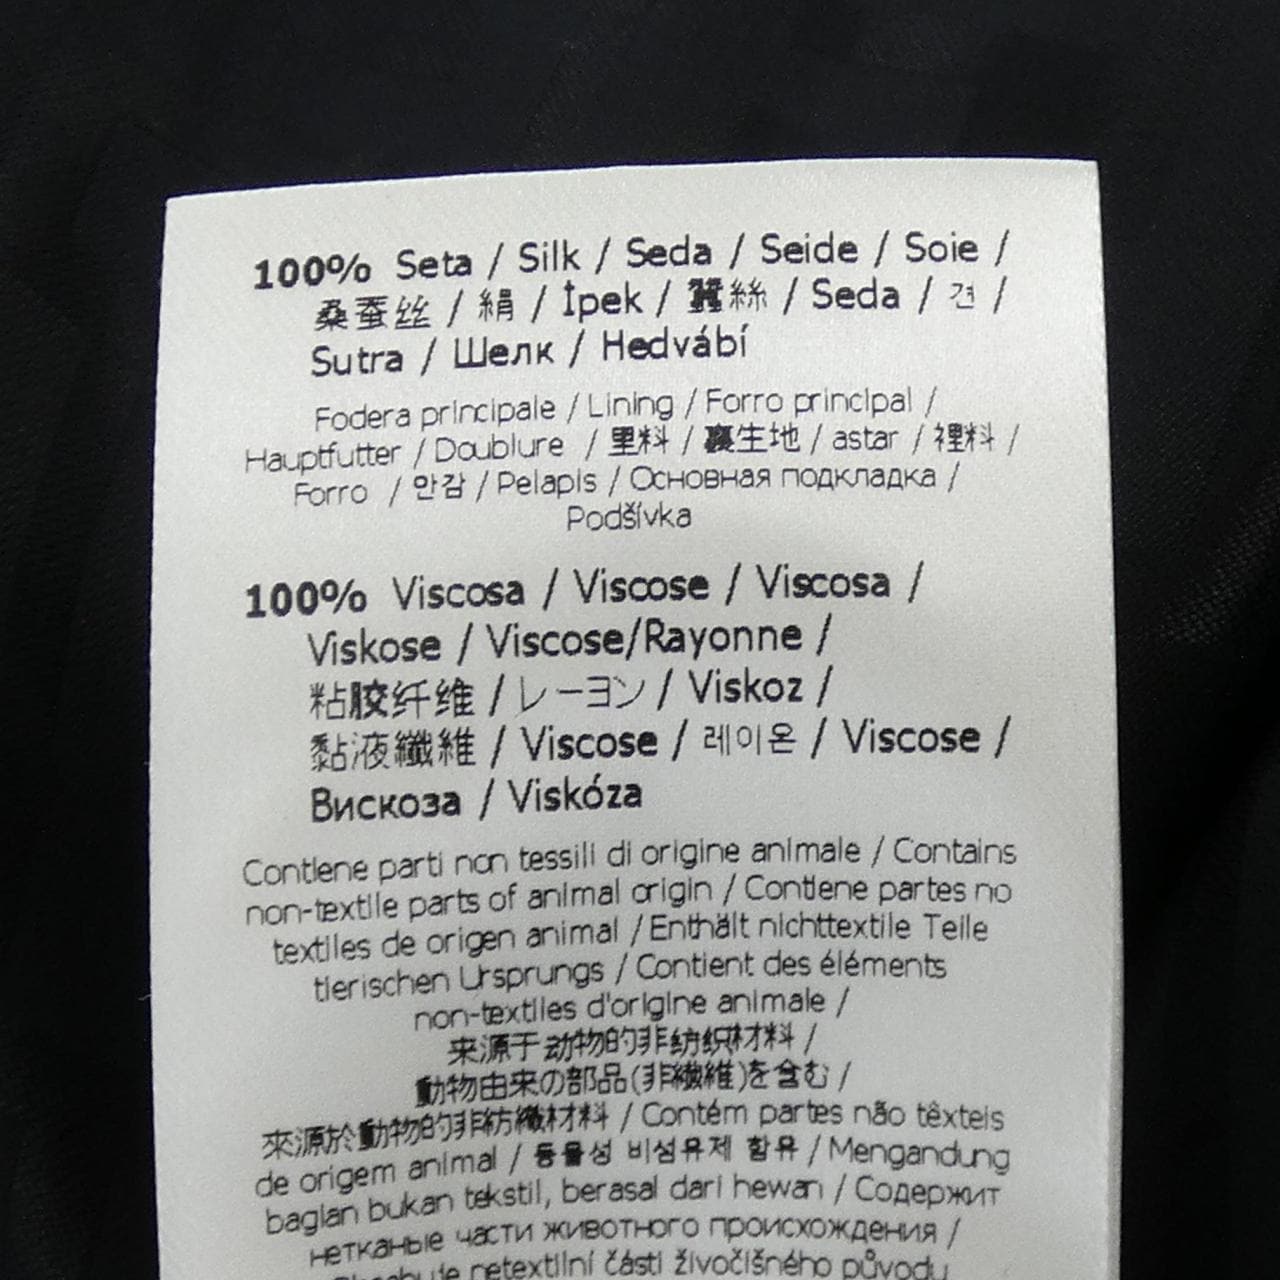 100% Seta / Silk / Seda / Seide / Soie /
桑蚕丝 / 絹 / İpek / 蠶絲 / Seda / 견 /
Sutra / Шелк / Hedvábí
Fodera principale / Lining / Forro principal /
Hauptfutter / Doublure / 里料 / 裏生地 / astar / 裡料 /
Forro / 안감 / Pelapis / Основная подкладка /
Podšívka
100% Viscosa / Viscose / Viscosa /
Viskose / Viscose/Rayonne /
粘胶纤维 / レーヨン / Viskoz /
黏液纖維 / Viscose / 레이온 / Viscose /
Вискоза / Viskóza
Contiene parti non tessili di origine animale / Contains
non-textile parts of animal origin / Contiene partes no
textiles de origen animal / Enthält nichttextile Teile
tierischen Ursprungs / Contient des éléments
non-textiles d'origine animale /
来源于动物的非纺织材料 /
動物由来の部品(非繊維)を含む /
來源於動物的非紡織材料 / Contém partes não têxteis
de origem animal / 동물성 비섬유제 함유 / Mengandung
bagian bukan tekstil, berasal dari hewan / Содержит
нетканые части животного происхождения /
Obsahuje netextilní části živočišného původu